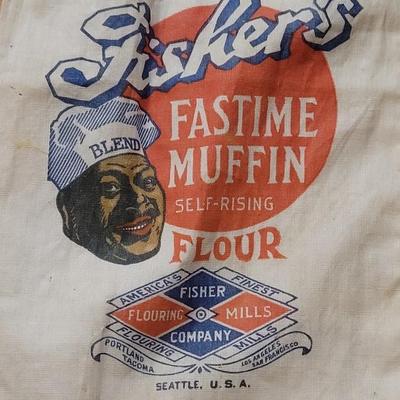 Fisher's
BLEND
FASTIME
MUFFIN
SELF-RISING
FLOUR
AMERICA'S FINEST
FISHER
FLOURING MILLS
COMPANY
FLOURING MILLS
PORTLAND
TACOMA
LOS ANGELES
SAN FRANCISCO
SEATTLE, U.S.A.